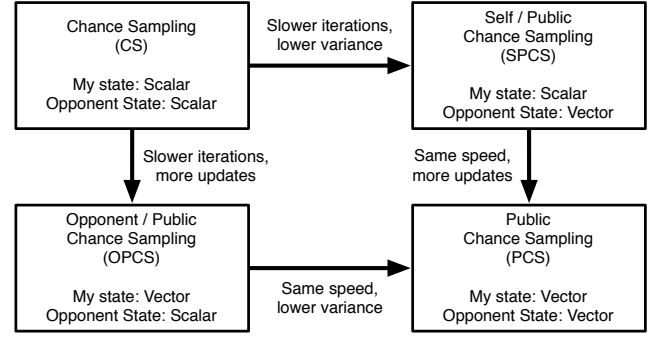 Chance Sampling
(CS)
My state: Scalar
Opponent State: Scalar
Slower iterations,
lower variance
Self / Public
Chance Sampling
(SPCS)
My state: Scalar
Opponent State: Vector
Slower iterations,
more updates
Same speed,
more updates
Opponent / Public
Chance Sampling
(OPCS)
My state: Vector
Opponent State: Scalar
Same speed,
lower variance
Public
Chance Sampling
(PCS)
My state: Vector
Opponent State: Vector